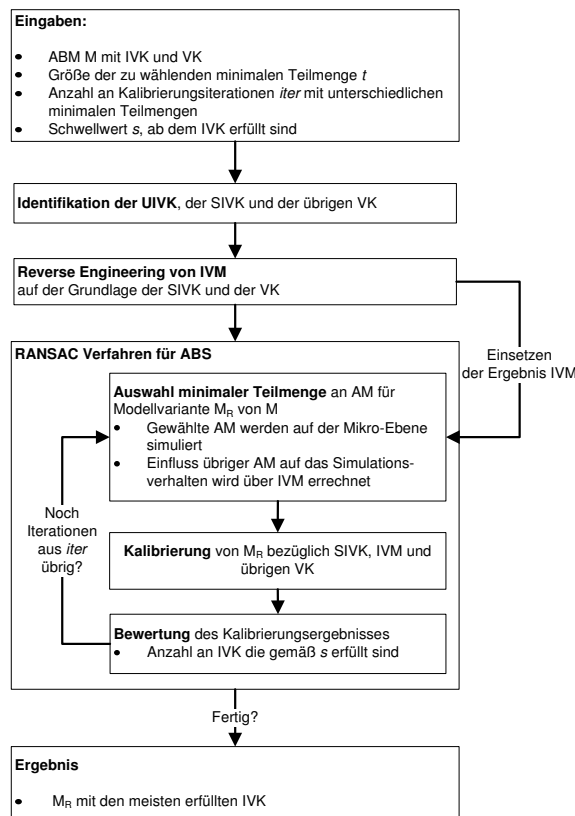 Eingaben:
• ABM M mit IVK und VK
• Größe der zu wählenden minimalen Teilmenge t
• Anzahl an Kalibrierungsiterationen iter mit unterschiedlichen
minimalen Teilmengen
• Schwellwert s, ab dem IVK erfüllt sind
Identifikation der UIVK, der SIVK und der übrigen VK
Reverse Engineering von IVM
auf der Grundlage der SIVK und der VK
Einsetzen
der Ergebnis IVM
RANSAC Verfahren für ABS
Auswahl minimaler Teilmenge an AM für
Modellvariante MR von M
• Gewählte AM werden auf der Mikro-Ebene
simuliert
• Einfluss übriger AM auf das Simulations-
verhalten wird über IVM errechnet
Noch
Iterationen
aus iter
übrig?
Kalibrierung von MR bezüglich SIVK, IVM und
übrigen VK
Bewertung des Kalibrierungsergebnisses
• Anzahl an IVK die gemäß s erfüllt sind
Fertig?
Ergebnis
• MR mit den meisten erfüllten IVK